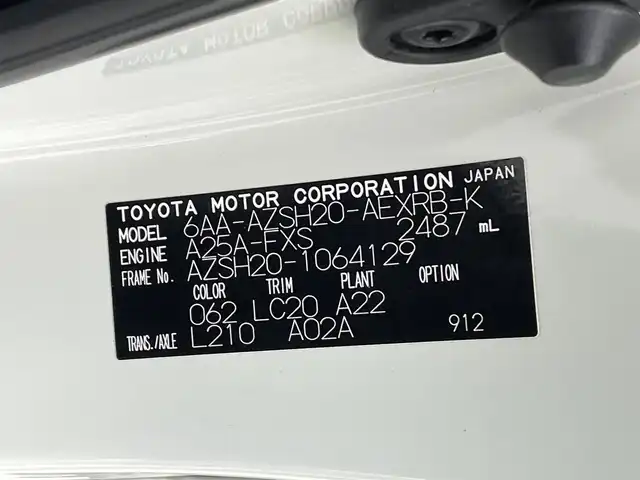 TOYOTA MOTOR CORPORATION JAPAN
MODEL 6AA-AZSH20-AEXRB-K
ENGINE A25A-FXS 2487 mL
FRAME No. AZSH20-1064129
COLOR TRIM PLANT OPTION
062 LC20 A22
TRANS./AXLE L210 A02A 912